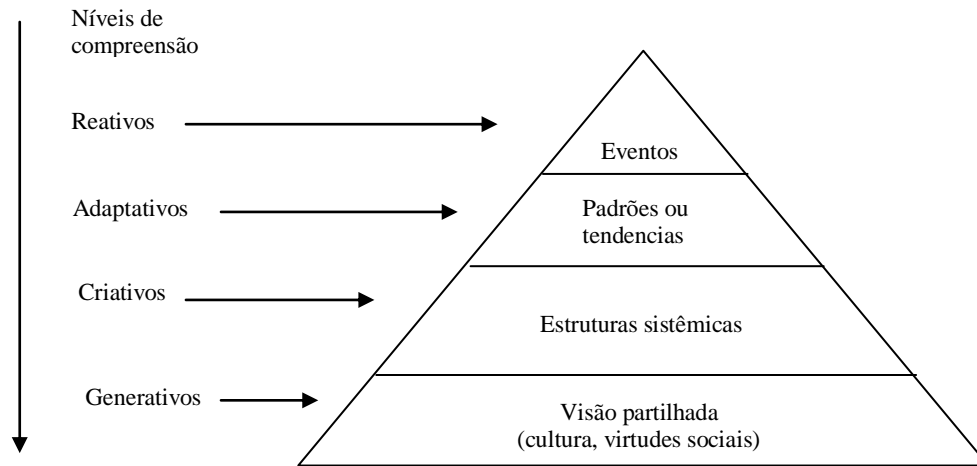 Níveis de
compreensão
Reativos
Eventos
Adaptativos
Padrões ou
tendencias
Criativos
Estruturas sistêmicas
Generativos
Visão partilhada
(cultura, virtudes sociais)